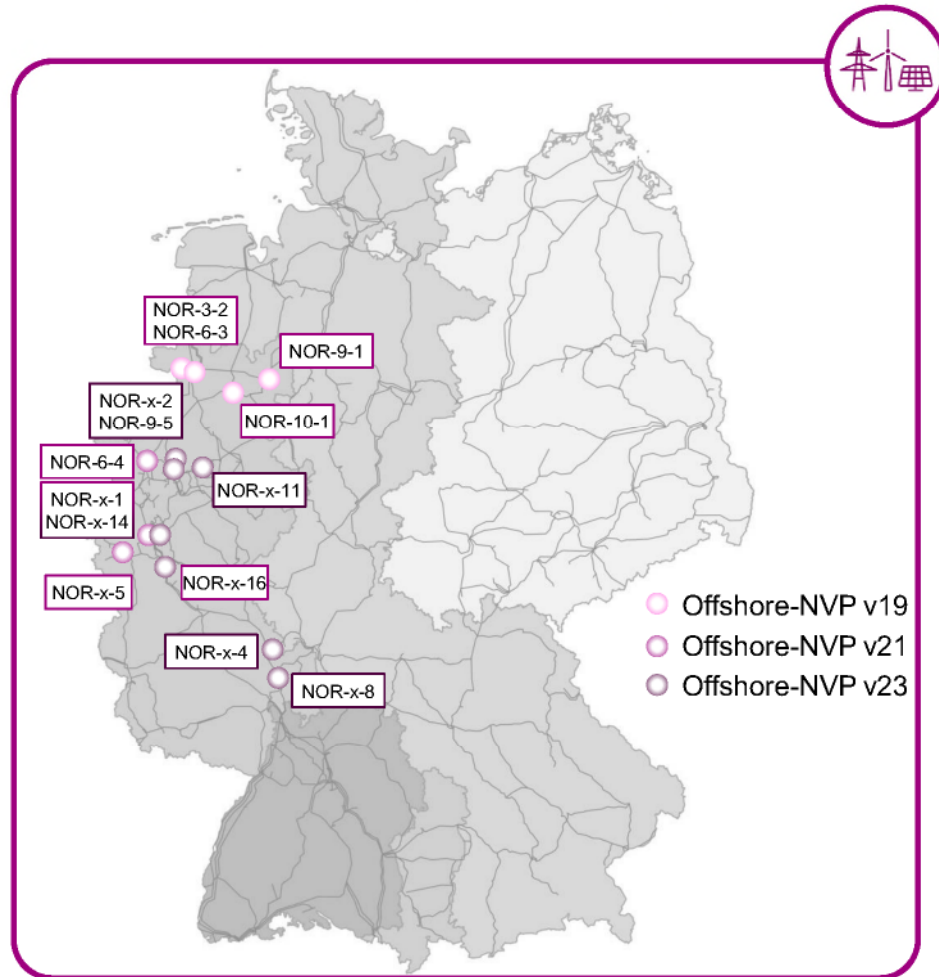 NOR-3-2
NOR-6-3
NOR-9-1
NOR-x-2
NOR-9-5
NOR-10-1
NOR-6-4
NOR-x-11
NOR-x-1
NOR-x-14
NOR-x-5
NOR-x-16
NOR-x-4
NOR-x-8
Offshore-NVP v19
Offshore-NVP v21
Offshore-NVP v23